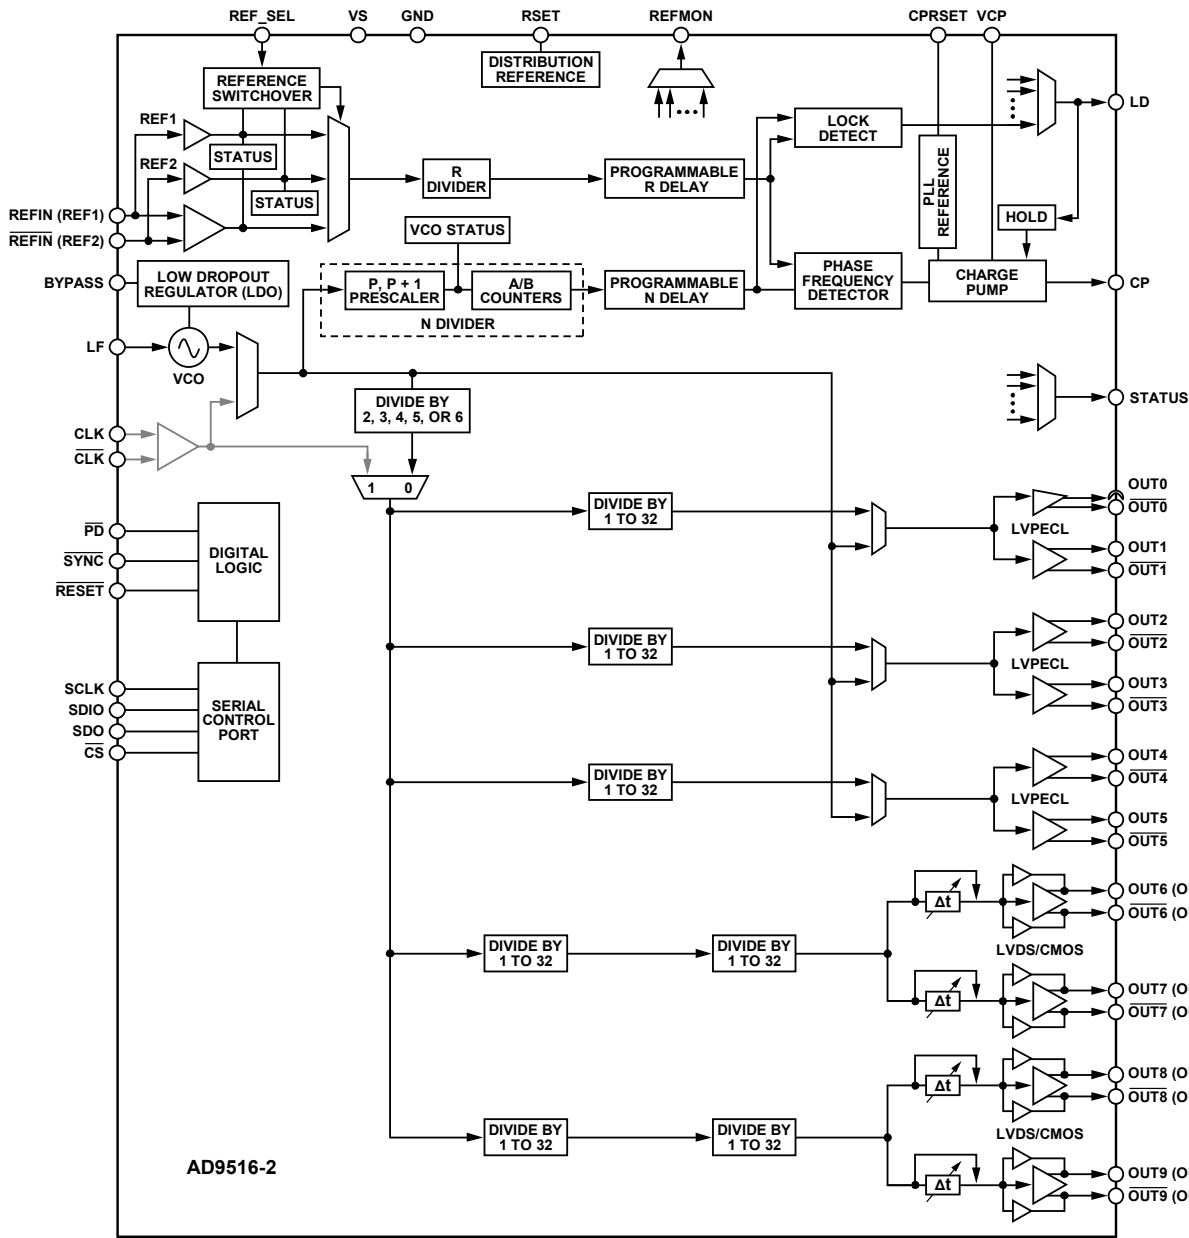 REF_SEL VS GND RSET REFMON CPRSET VCP
DISTRIBUTION
REFERENCE
REFERENCE
SWITCHOVER
LD
REF1
LOCK
DETECT
STATUS
REF2
R
DIVIDER
PROGRAMMABLE
R DELAY
PLL
REFERENCE
STATUS
REFIN (REF1)
HOLD
REFIN (REF2)
VCO STATUS
BYPASS
LOW DROPOUT
REGULATOR (LDO)
P, P + 1
PRESCALER
A/B
COUNTERS
PROGRAMMABLE
N DELAY
PHASE
FREQUENCY
DETECTOR
CHARGE
PUMP
CP
N DIVIDER
LF
VCO
DIVIDE BY
2, 3, 4, 5, OR 6
STATUS
CLK
CLK
1 0
OUT0
DIVIDE BY
1 TO 32
OUT0
LVPECL
PD
DIGITAL
LOGIC
OUT1
SYNC
OUT1
RESET
OUT2
DIVIDE BY
1 TO 32
OUT2
LVPECL
SCLK
OUT3
SDIO
SERIAL
CONTROL
PORT
OUT3
SDO
CS
OUT4
DIVIDE BY
1 TO 32
OUT4
LVPECL
OUT5
OUT5
Δt
OUT6 (O
OUT6 (O
DIVIDE BY
1 TO 32
DIVIDE BY
1 TO 32
LVDS/CMOS
Δt
OUT7 (O
OUT7 (O
Δt
OUT8 (O
OUT8 (O
DIVIDE BY
1 TO 32
DIVIDE BY
1 TO 32
LVDS/CMOS
AD9516-2
Δt
OUT9 (O
OUT9 (O